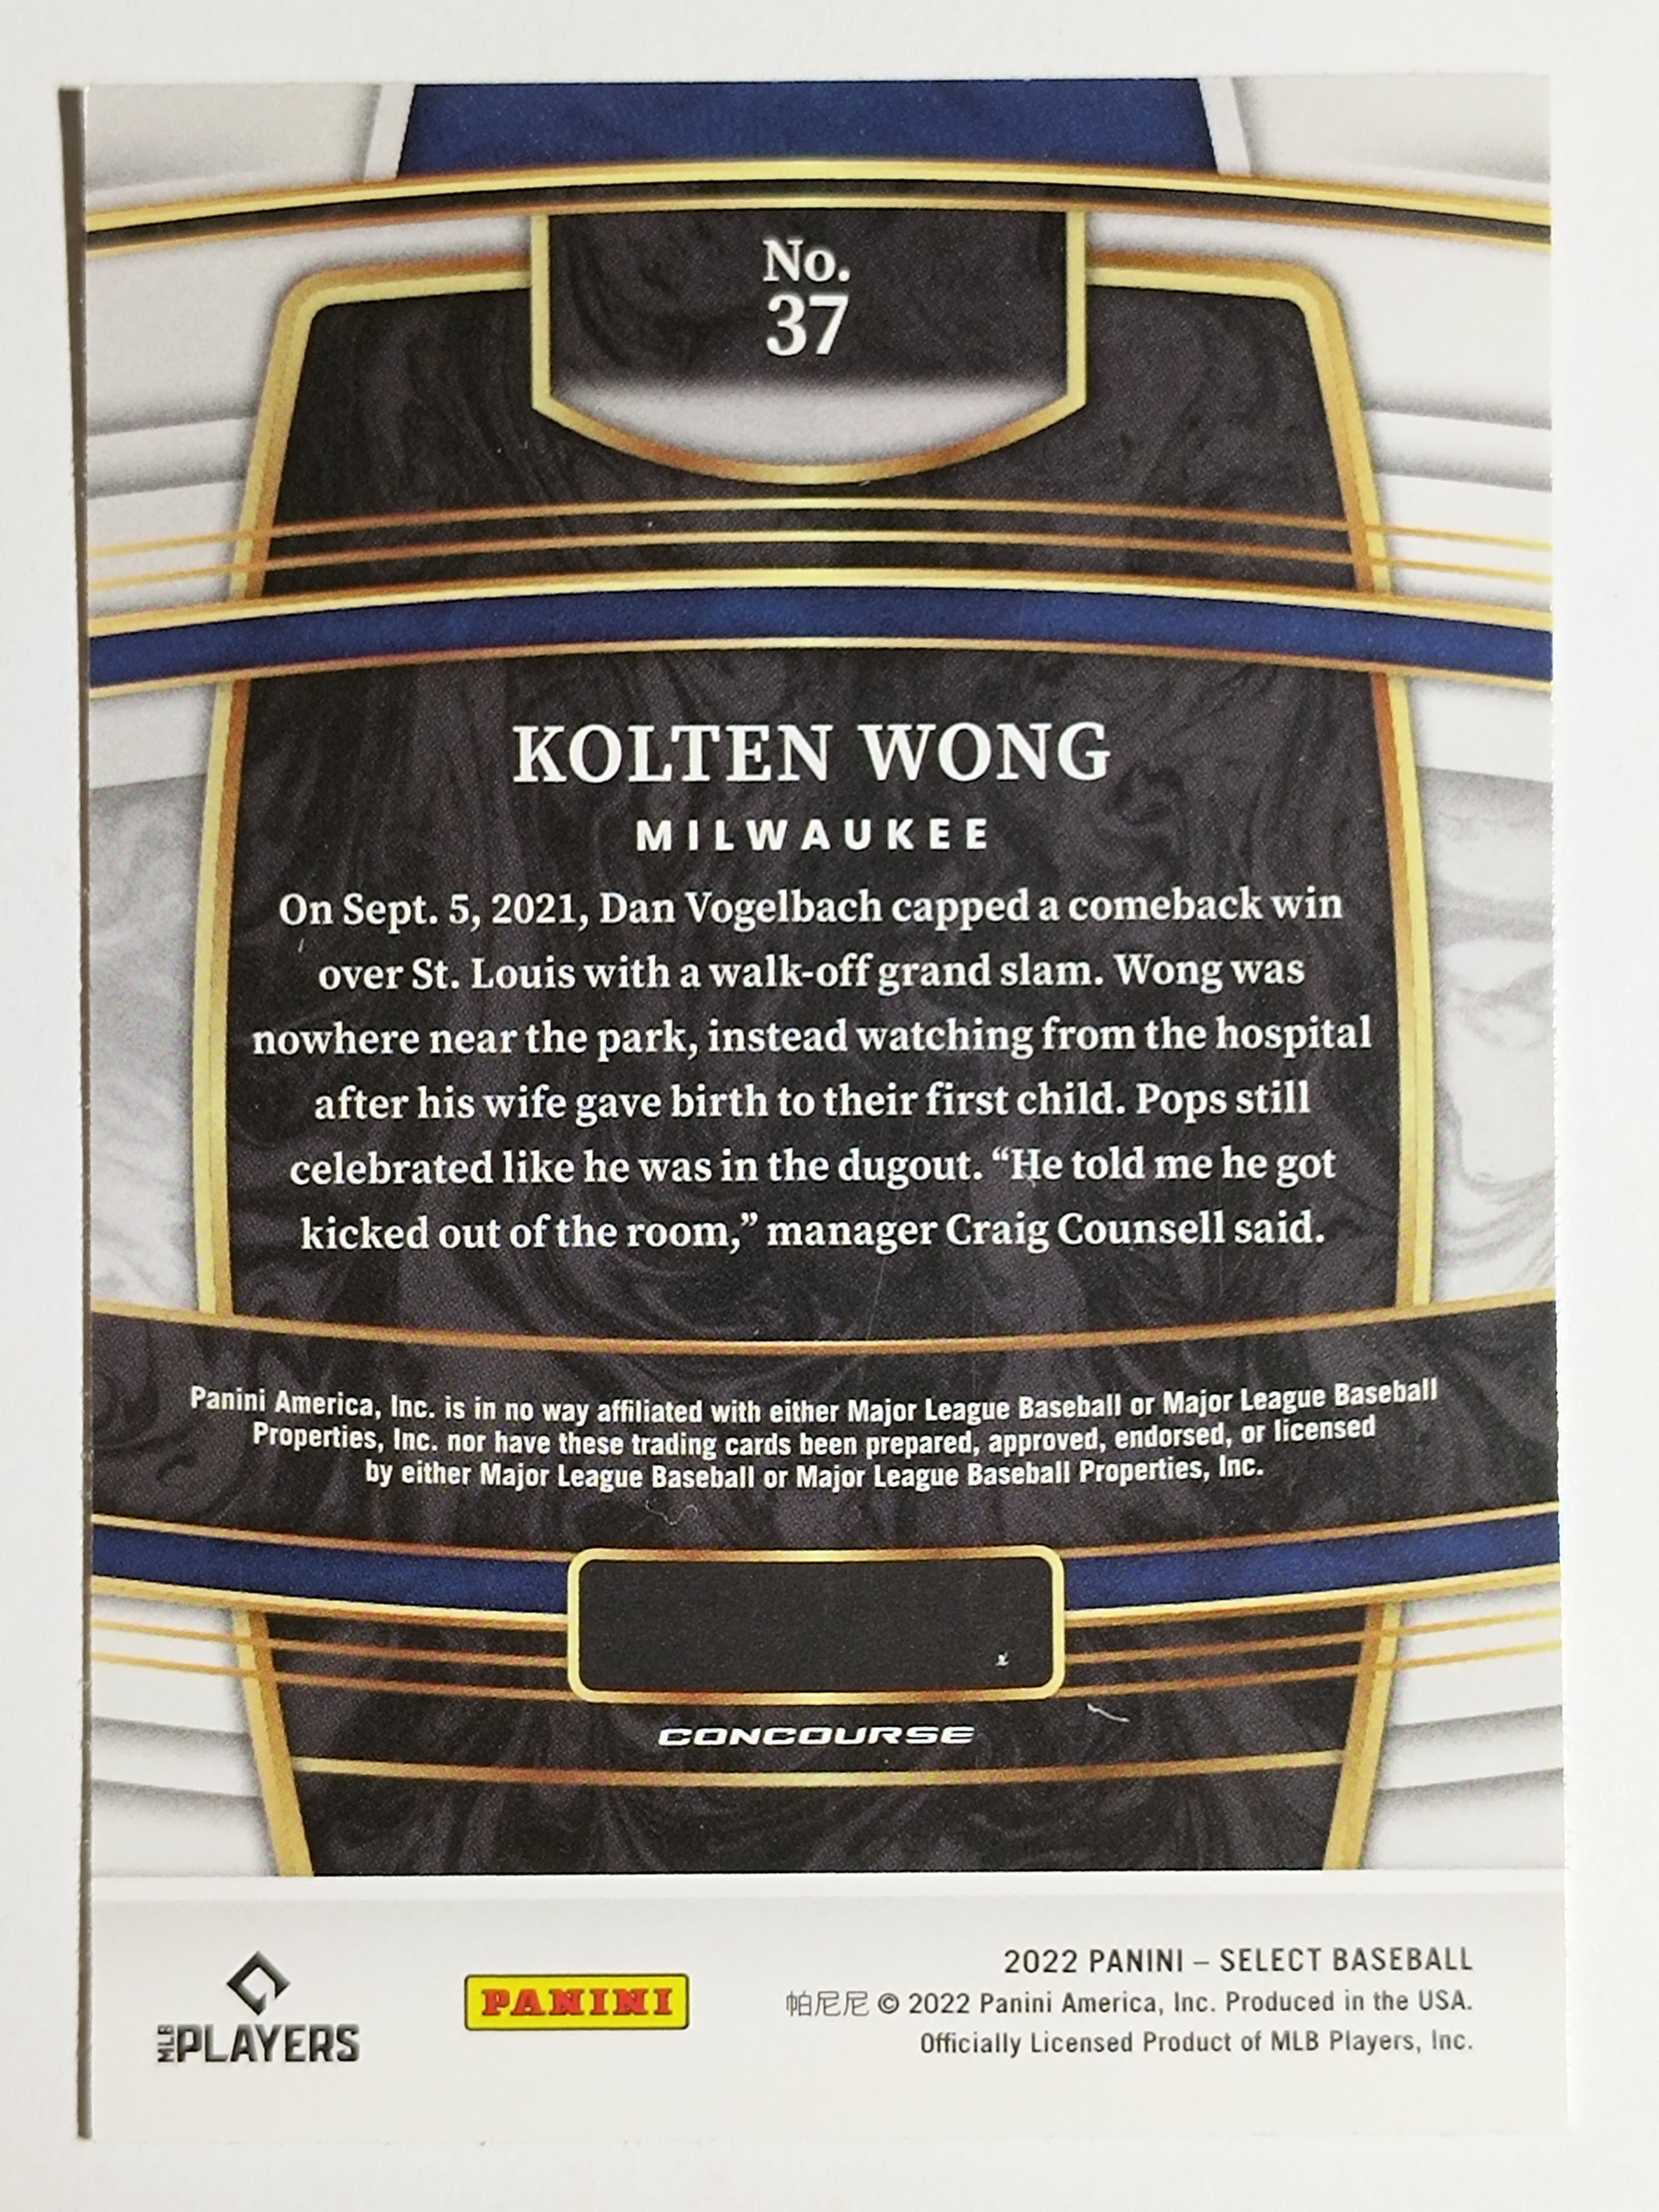 No.
37
KOLTEN WONG
MILWAUKEE
On Sept. 5, 2021, Dan Vogelbach capped a comeback win
over St. Louis with a walk-off grand slam. Wong was
nowhere near the park, instead watching from the hospital
after his wife gave birth to their first child. Pops still
celebrated like he was in the dugout. “He told me he got
kicked out of the room,” manager Craig Counsell said.
Panini America, Inc. is in no way affiliated with either Major League Baseball or Major League Baseball
Properties, Inc. nor have these trading cards been prepared, approved, endorsed, or licensed
by either Major League Baseball or Major League Baseball Properties, Inc.
CONCOURSE
MLB PLAYERS
PANINI
2022 PANINI – SELECT BASEBALL
帕尼尼 © 2022 Panini America, Inc. Produced in the USA.
Officially Licensed Product of MLB Players, Inc.